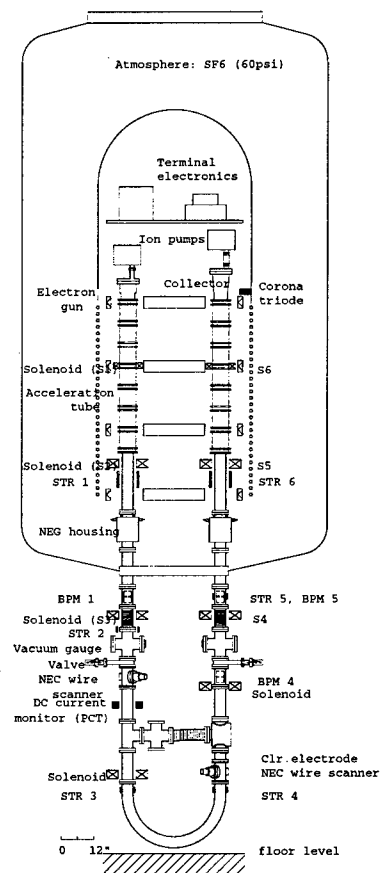 Atmosphere: SF6 (60psi)
Terminal
electronics
Ion pumps
Collector
Electron
gun
Corona
triode
Solenoid (S1)
S6
Acceleration
tube
Solenoid (S2)
S5
STR 1
STR 6
NEG housing
BPM 1
STR 5, BPM 5
Solenoid (S3)
S4
STR 2
Vacuum gauge
Valve
NEC wire
scanner
BPM 4
Solenoid
DC current
monitor (PCT)
Clr.electrode
NEC wire scanner
Solenoid
STR 3
STR 4
0 12"
floor level